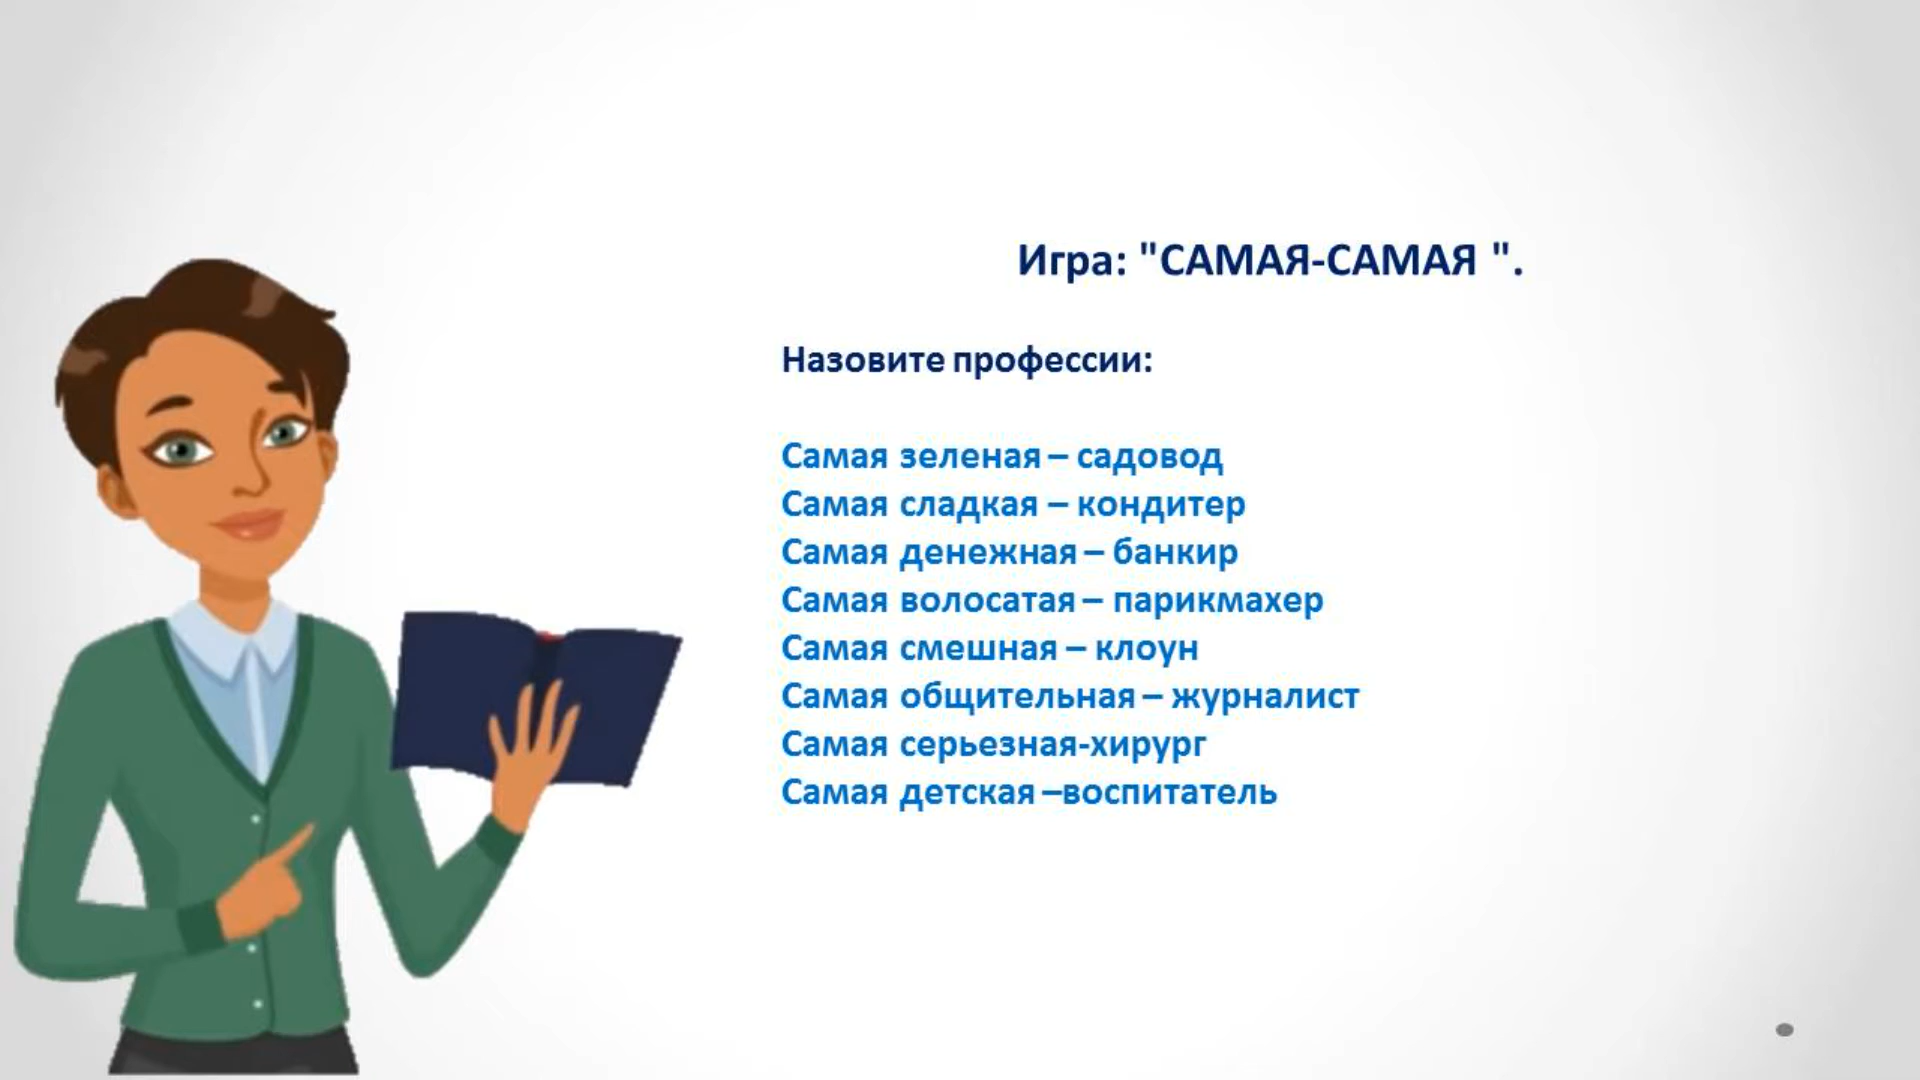 Игра: "САМАЯ-САМАЯ ".
Назовите профессии:
Самая зеленая – садовод
Самая сладкая – кондитер
Самая денежная – банкир
Самая волосатая – парикмахер
Самая смешная – клоун
Самая общительная – журналист
Самая серьезная-хирург
Самая детская –воспитатель